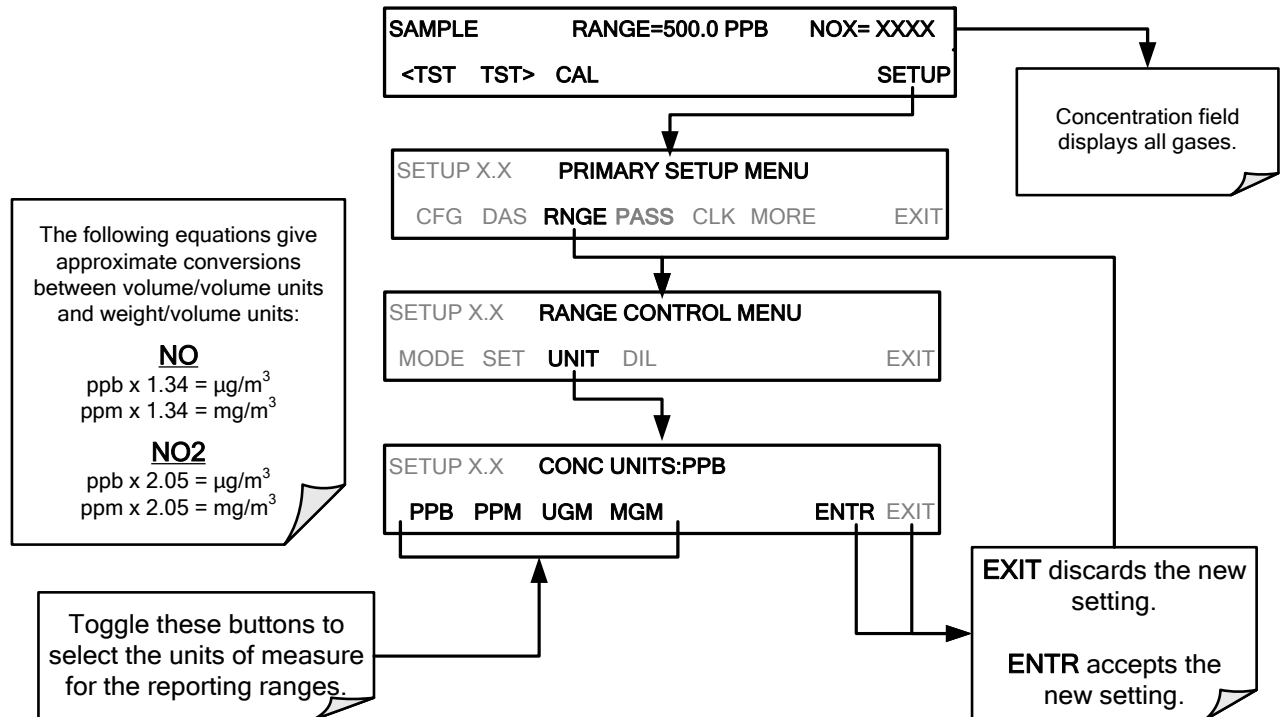 SAMPLE RANGE=500.0 PPB NOX= XXXX
<TST TST> CAL SETUP
Concentration field
displays all gases.
SETUP X.X PRIMARY SETUP MENU
CFG DAS RNGE PASS CLK MORE EXIT
The following equations give
approximate conversions
between volume/volume units
and weight/volume units:
NO
ppb x 1.34 = µg/m³
ppm x 1.34 = mg/m³
NO2
ppb x 2.05 = µg/m³
ppm x 2.05 = mg/m³
SETUP X.X RANGE CONTROL MENU
MODE SET UNIT DIL EXIT
SETUP X.X CONC UNITS:PPB
PPB PPM UGM MGM ENTR EXIT
Toggle these buttons to
select the units of measure
for the reporting ranges.
EXIT discards the new
setting.
ENTR accepts the
new setting.